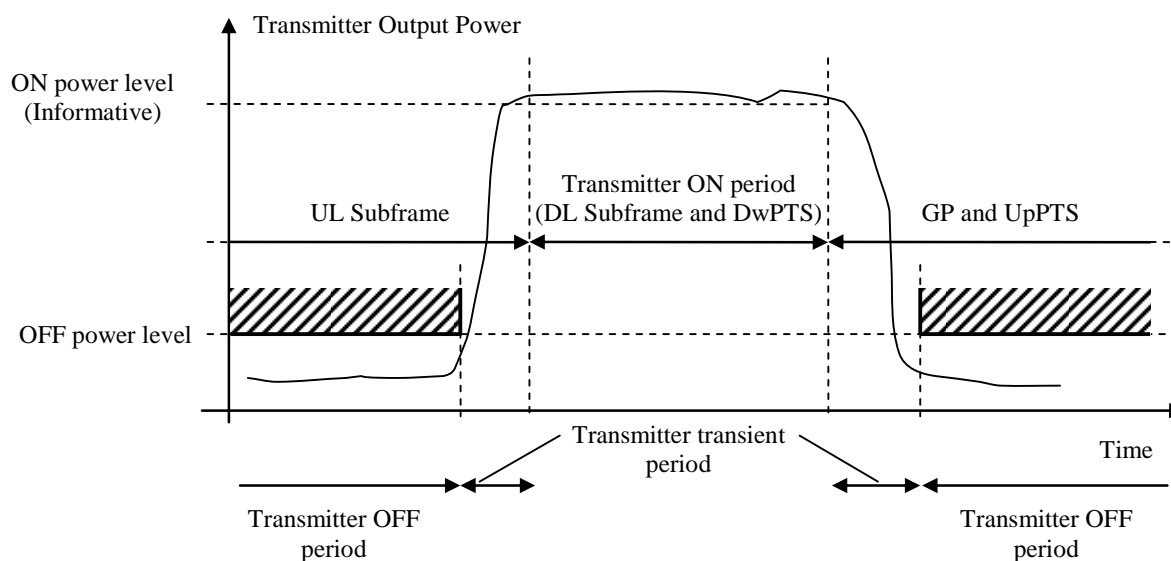 Transmitter Output Power
ON power level
(Informative)
Transmitter ON period
(DL Subframe and DwPTS)
UL Subframe
GP and UpPTS
OFF power level
Transmitter transient
period
Time
Transmitter OFF
period
Transmitter OFF
period